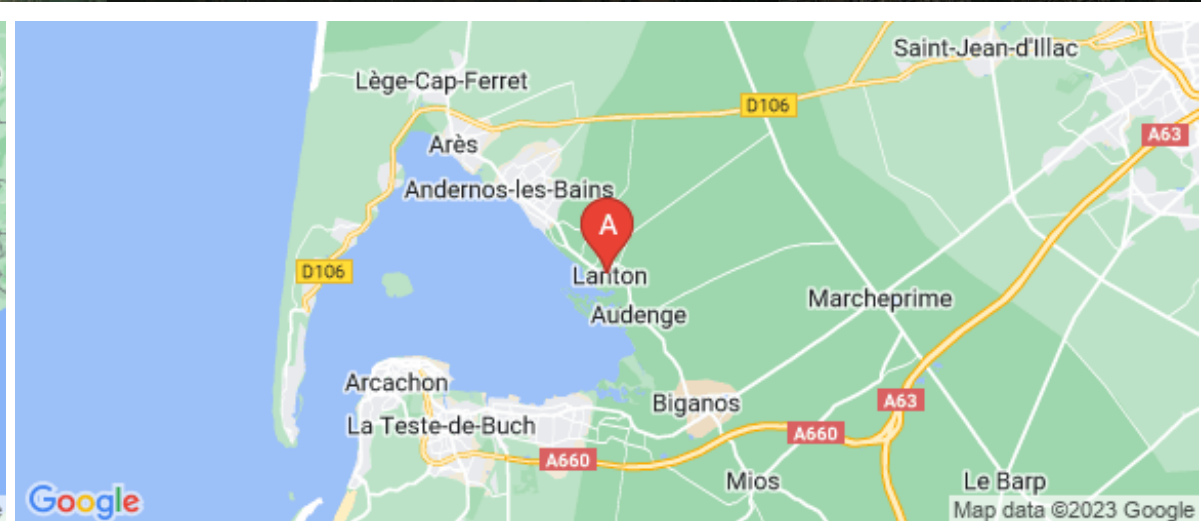 Saint-Jean-d'Illac
Lège-Cap-Ferret
D106
A63
Arès
Andernos-les-Bains
A
D106
Lanton
Marcheprime
Audenge
Arcachon
Biganos
A63
La Teste-de-Buch
A660
A660
Mios
Le Barp
Google
Map data ©2023 Google